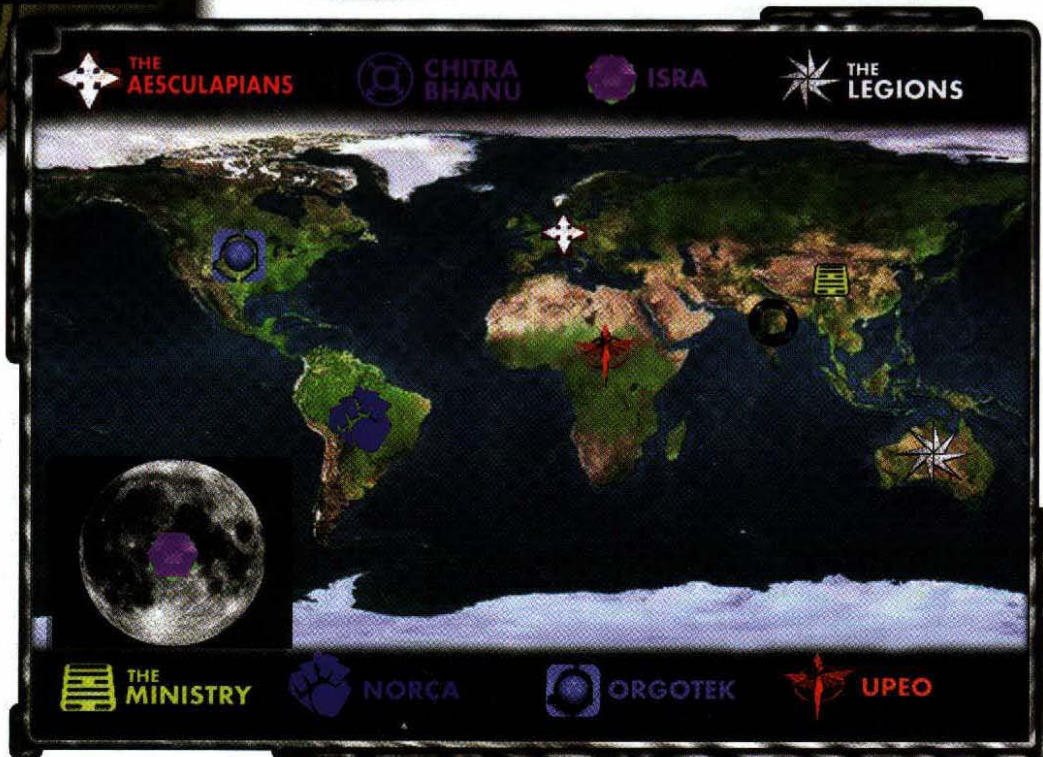 THE
AESCULAPIANS
CHITRA
BHANU
ISRA
THE
LEGIONS
THE
MINISTRY
NORÇA
ORGOTEK
UPEO